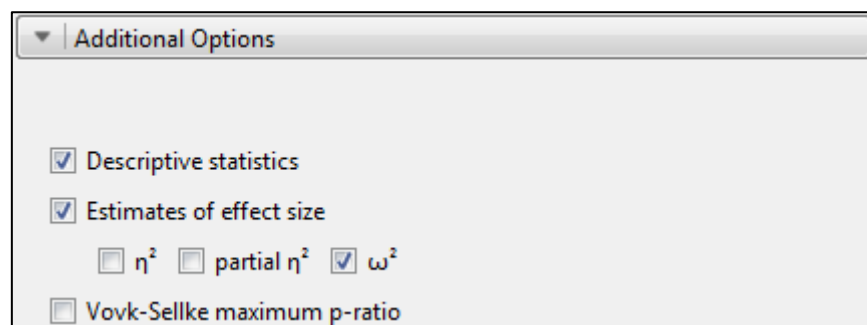 Additional Options
Descriptive statistics
Estimates of effect size
η² partial η² ω²
Vovk-Sellke maximum p-ratio